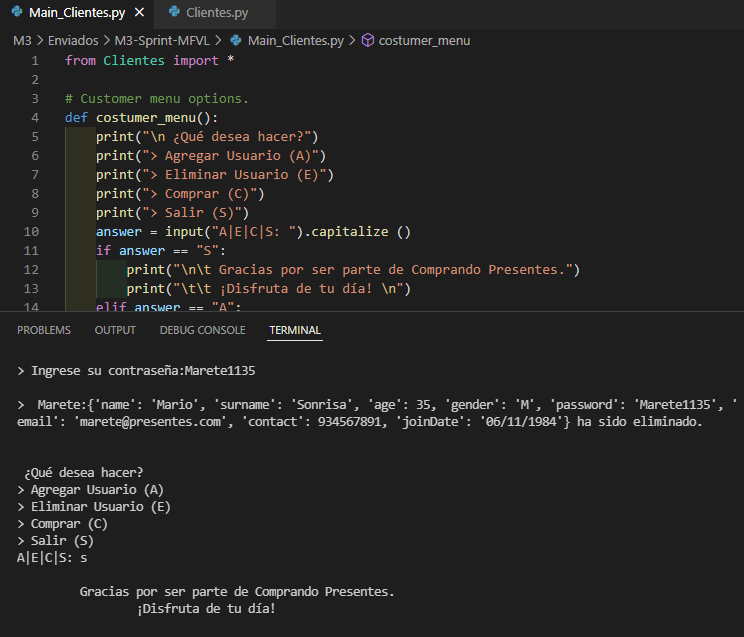 Main_Clientes.py Clientes.py
M3 > Enviados > M3-Sprint-MFVL > Main_Clientes.py > costumer_menu
1 from Clientes import *
2
3 # Customer menu options.
4 def costumer_menu():
5 print("\n ¿Qué desea hacer?")
6 print("> Agregar Usuario (A)")
7 print("> Eliminar Usuario (E)")
8 print("> Comprar (C)")
9 print("> Salir (S)")
10 answer = input("A|E|C|S: ").capitalize ()
11 if answer == "S":
12 print("\n\t Gracias por ser parte de Comprando Presentes.")
13 print("\t\t ¡Disfruta de tu día! \n")
14 elif answer == "A":
PROBLEMS OUTPUT DEBUG CONSOLE TERMINAL
> Ingrese su contraseña:Marete1135
> Marete:{'name': 'Mario', 'surname': 'Sonrisa', 'age': 35, 'gender': 'M', 'password': 'Marete1135', '
email': 'marete@presentes.com', 'contact': 934567891, 'joinDate': '06/11/1984'} ha sido eliminado.
¿Qué desea hacer?
> Agregar Usuario (A)
> Eliminar Usuario (E)
> Comprar (C)
> Salir (S)
A|E|C|S: s
Gracias por ser parte de Comprando Presentes.
¡Disfruta de tu día!